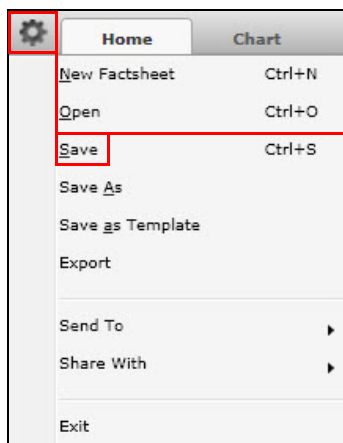 Home Chart
New Factsheet Ctrl+N
Open Ctrl+O
Save Ctrl+S
Save As
Save as Template
Export
Send To
Share With
Exit